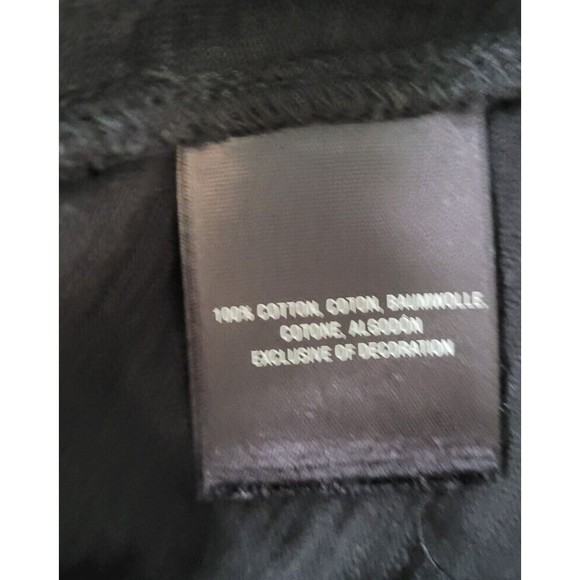 100% COTTON, COTON, BAUMWOLLE,
COTONE, ALGODÓN
EXCLUSIVE OF DECORATION